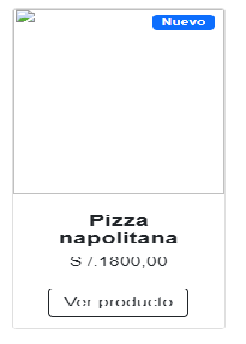 Nuevo
Pizza
napolitana
S/.1800,00
Ver producto